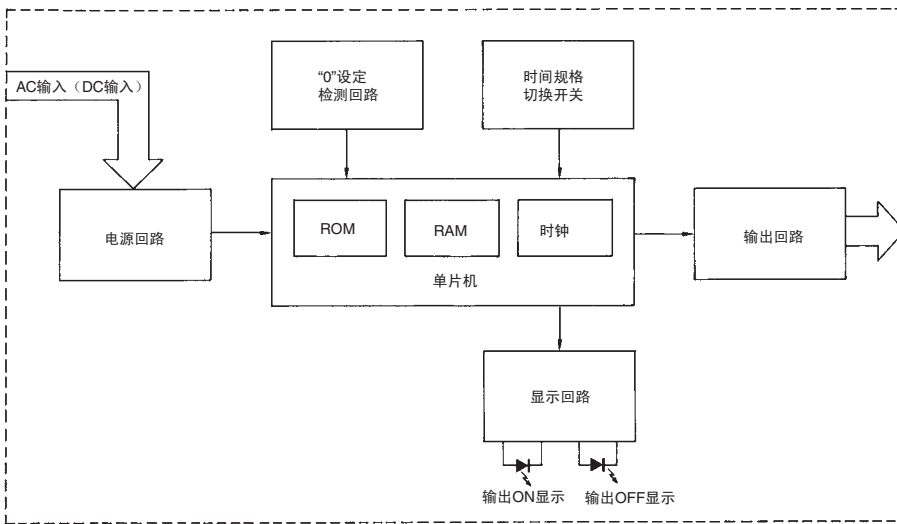 AC输入（DC输入）
“0”设定
检测回路
时间规格
切换开关
电源回路
ROM
RAM
时钟
单片机
输出回路
显示回路
输出ON显示
输出OFF显示